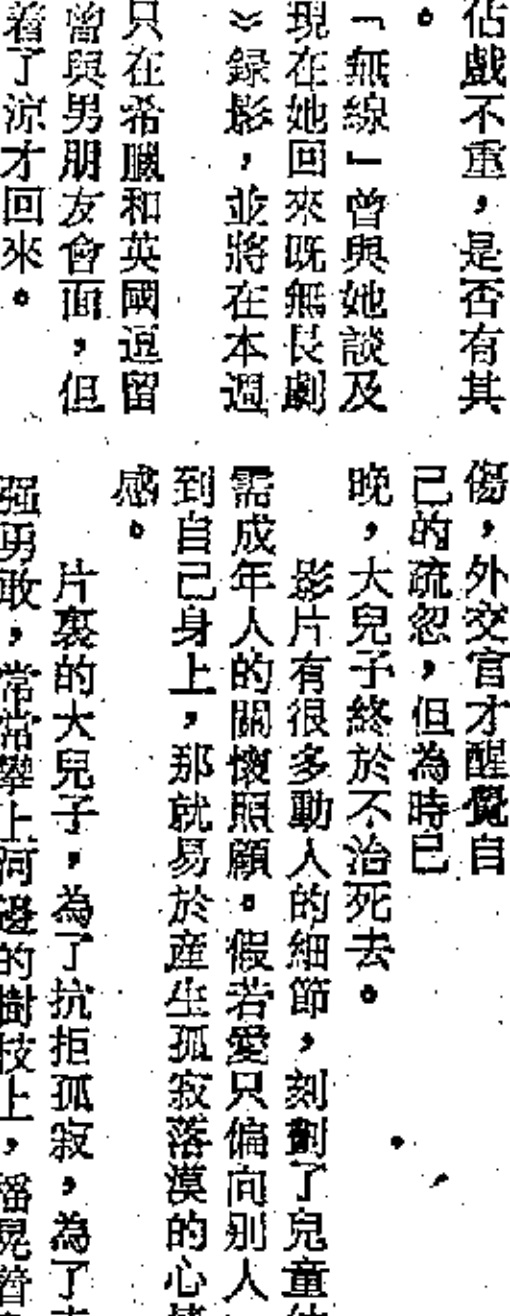 佔戲不重，是否有其
。
「無線」曾與她談及
現在她回來既無長劇
》錄影，並將在本週
只在希臘和英國逗留
曾與男朋友會面，但
着了涼才回來。
傷，外交官才醒覺自
己的疏忽，但為時已
晚，大兒子終於不治死去。
影片有很多動人的細節，刻劃了兒童
需成年人的關懷照顧。假若愛只偏向別人
到自己身上，那就易於產生孤寂落漠的心
感。
片裏的大兒子，為了抗拒孤寂，為了
强勇敢，常常攀上河邊的樹枝上，搖晃着